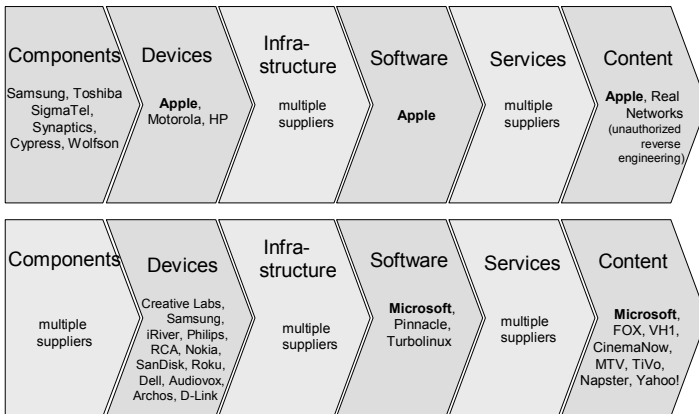 Components
Samsung, Toshiba
SigmaTel,
Synaptics,
Cypress, Wolfson
Devices
Apple,
Motorola, HP
Infra-
structure
multiple
suppliers
Software
Apple
Services
multiple
suppliers
Content
Apple, Real
Networks
(unauthorized
reverse
engineering)
Components
multiple
suppliers
Devices
Creative Labs,
Samsung,
iRiver, Philips,
RCA, Nokia,
SanDisk, Roku,
Dell, Audiovox,
Archos, D-Link
Infra-
structure
multiple
suppliers
Software
Microsoft,
Pinnacle,
Turbolinux
Services
multiple
suppliers
Content
Microsoft,
FOX, VH1,
CinemaNow,
MTV, TiVo,
Napster, Yahoo!